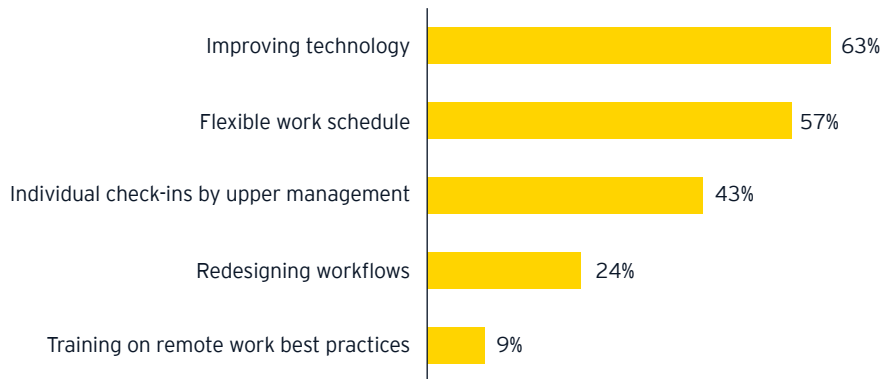 Improving technology 63%
Flexible work schedule 57%
Individual check-ins by upper management 43%
Redesigning workflows 24%
Training on remote work best practices 9%